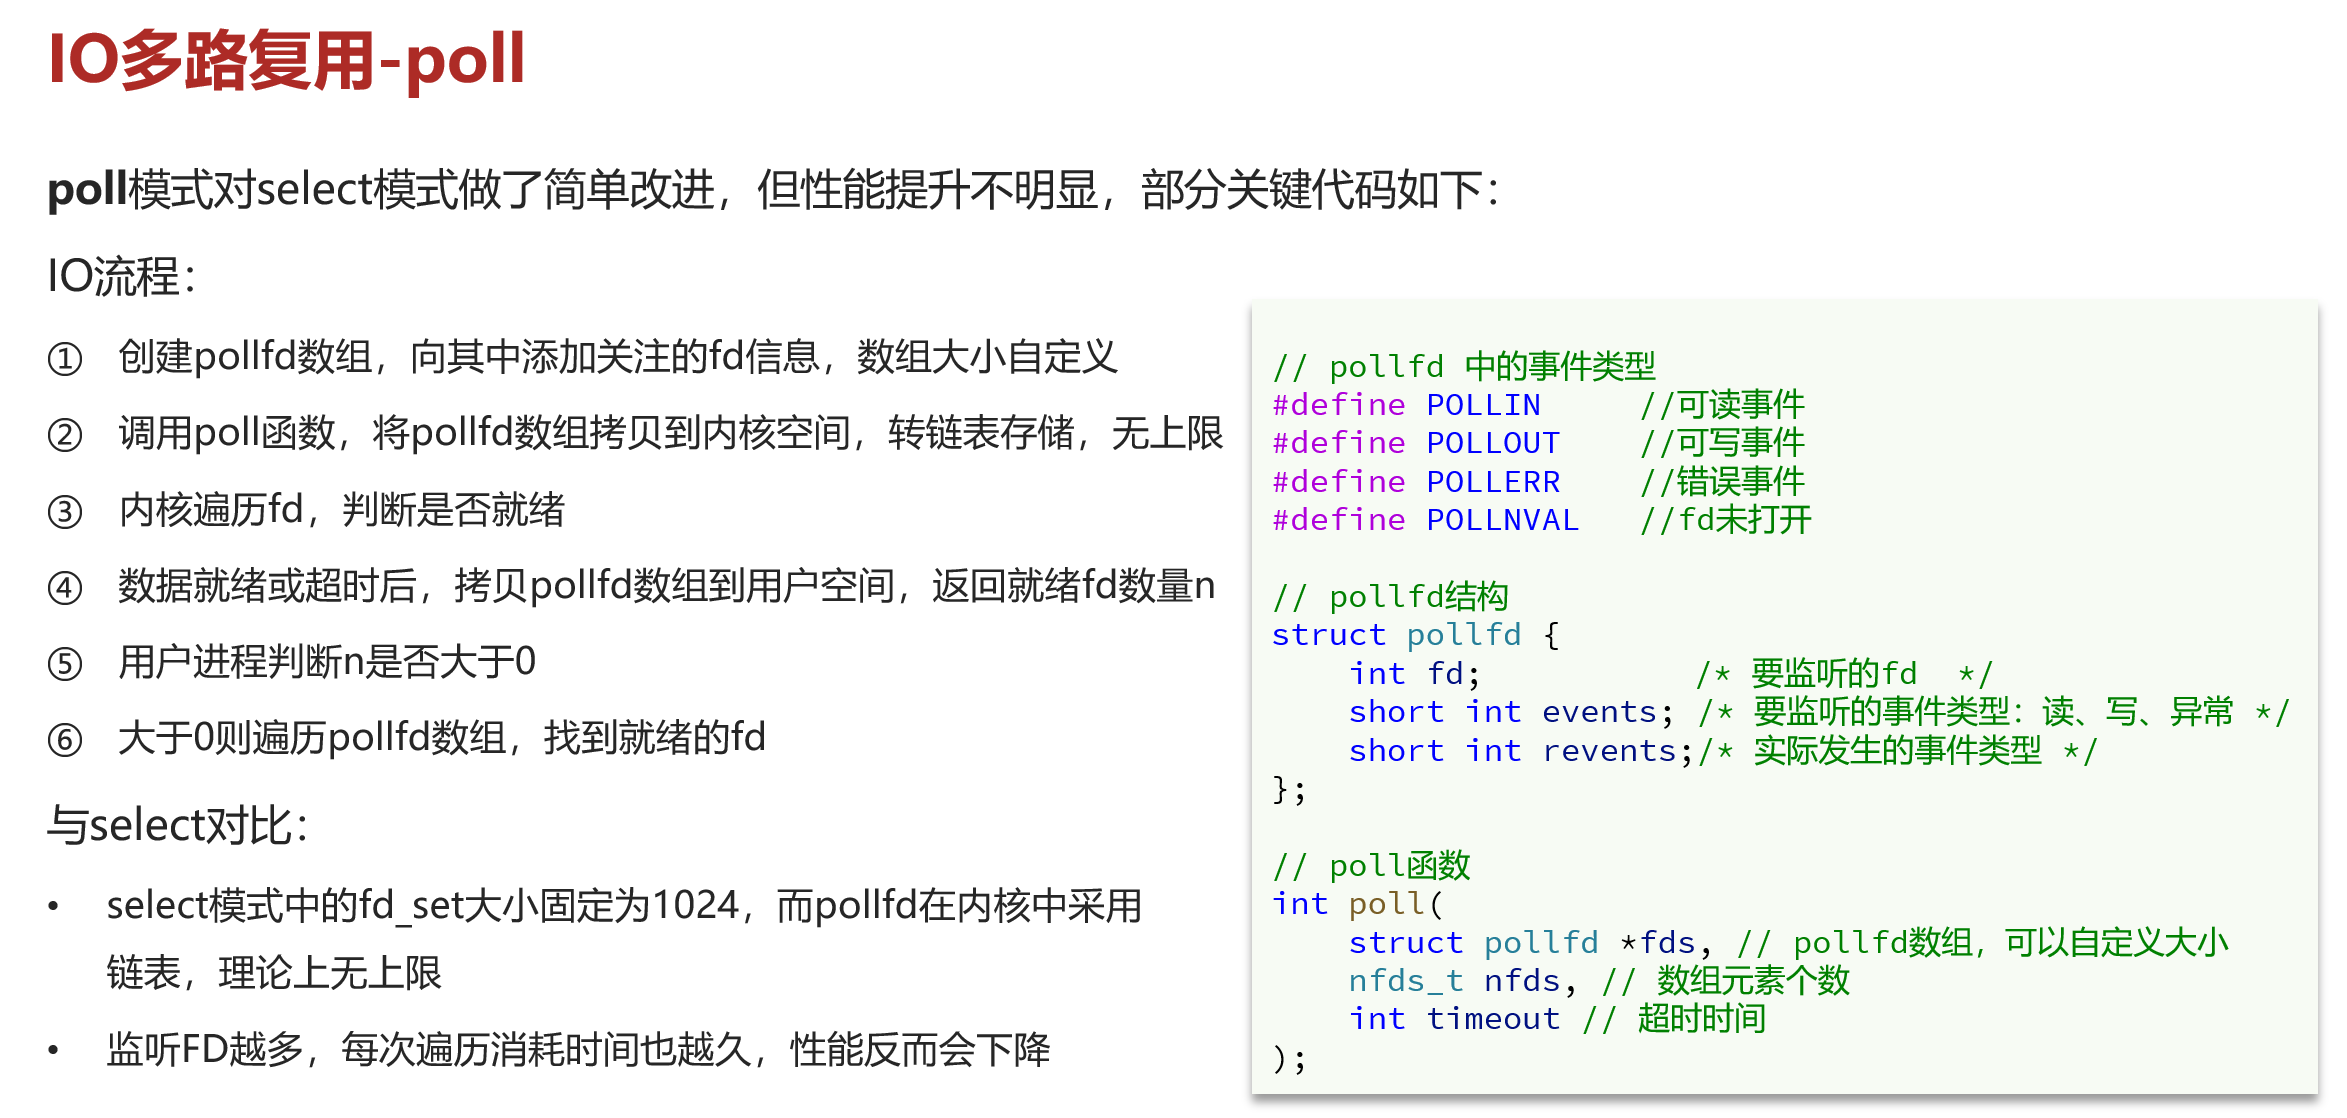 IO多路复用-poll
poll模式对select模式做了简单改进，但性能提升不明显，部分关键代码如下：
IO流程：
① 创建pollfd数组，向其中添加关注的fd信息，数组大小自定义
② 调用poll函数，将pollfd数组拷贝到内核空间，转链表存储，无上限
③ 内核遍历fd，判断是否就绪
④ 数据就绪或超时后，拷贝pollfd数组到用户空间，返回就绪fd数量n
⑤ 用户进程判断n是否大于0
⑥ 大于0则遍历pollfd数组，找到就绪的fd
与select对比：
• select模式中的fd_set大小固定为1024，而pollfd在内核中采用
链表，理论上无上限
• 监听FD越多，每次遍历消耗时间也越久，性能反而会下降
// pollfd 中的事件类型
#define POLLIN     //可读事件
#define POLLOUT    //可写事件
#define POLLERR    //错误事件
#define POLLNVAL   //fd未打开
// pollfd结构
struct pollfd {
    int fd;           /* 要监听的fd  */
    short int events; /* 要监听的事件类型：读、写、异常 */
    short int revents;/* 实际发生的事件类型 */
};
// poll函数
int poll(
    struct pollfd *fds, // pollfd数组，可以自定义大小
    nfds_t nfds, // 数组元素个数
    int timeout // 超时时间
);